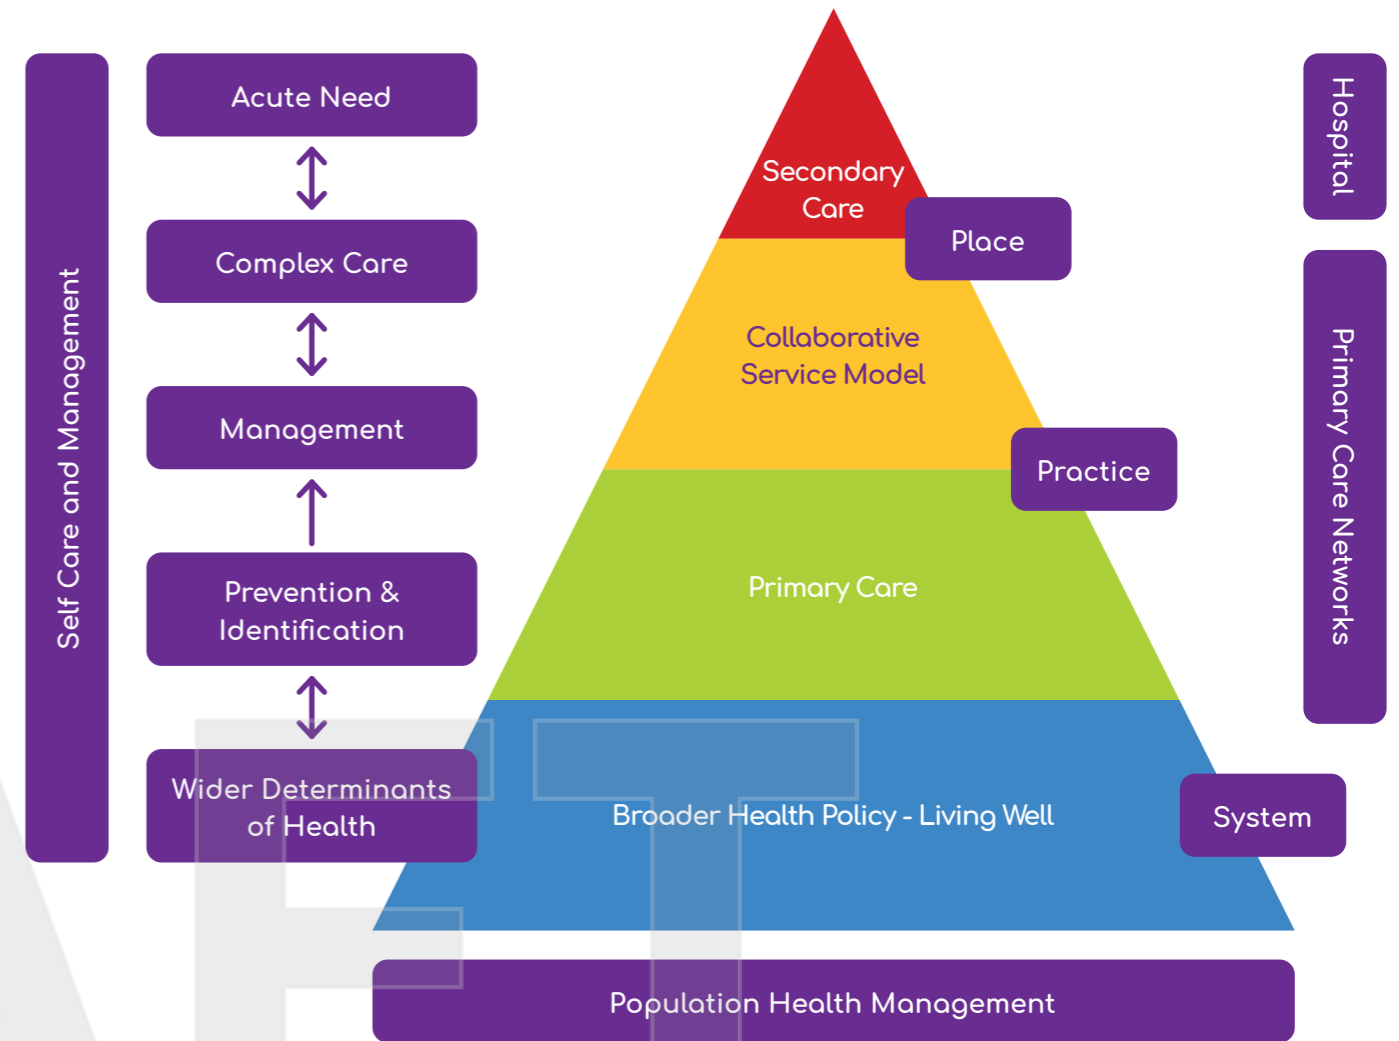 Self Care and Management
Acute Need
Complex Care
Management
Prevention &
Identification
Wider Determinants
of Health
Secondary
Care
Place
Collaborative
Service Model
Practice
Primary Care
Broader Health Policy - Living Well
System
Hospital
Primary Care Networks
Population Health Management